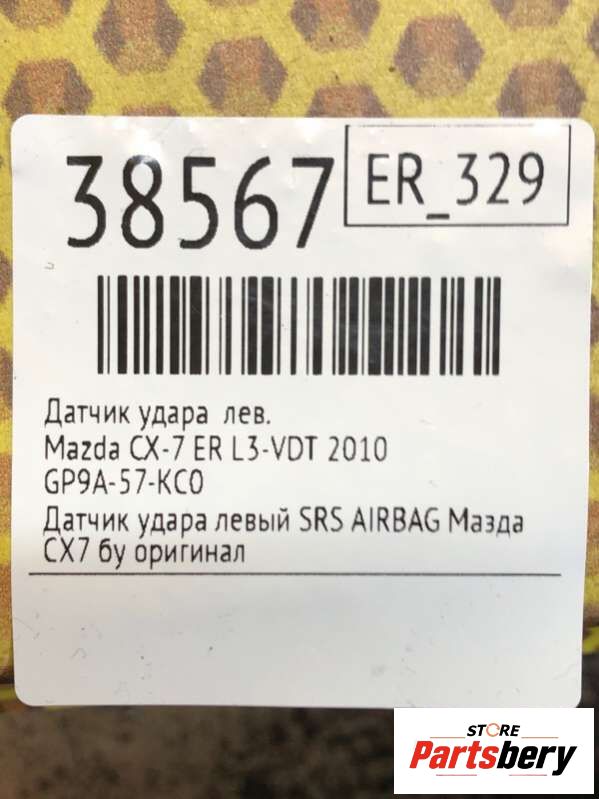 38567
ER_329
Датчик удара лев.
Mazda CX-7 ER L3-VDT 2010
GP9A-57-KC0
Датчик удара левый SRS AIRBAG Мазда
CX7 бу оригинал
STORE
Partsbery